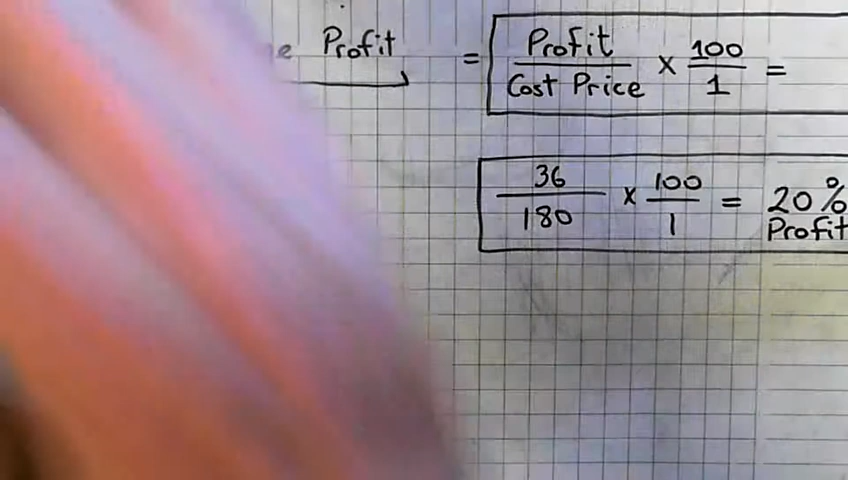 Profit = Profit / Cost Price × 100 / 1 =
36 / 180 × 100 / 1 = 20%
Profit